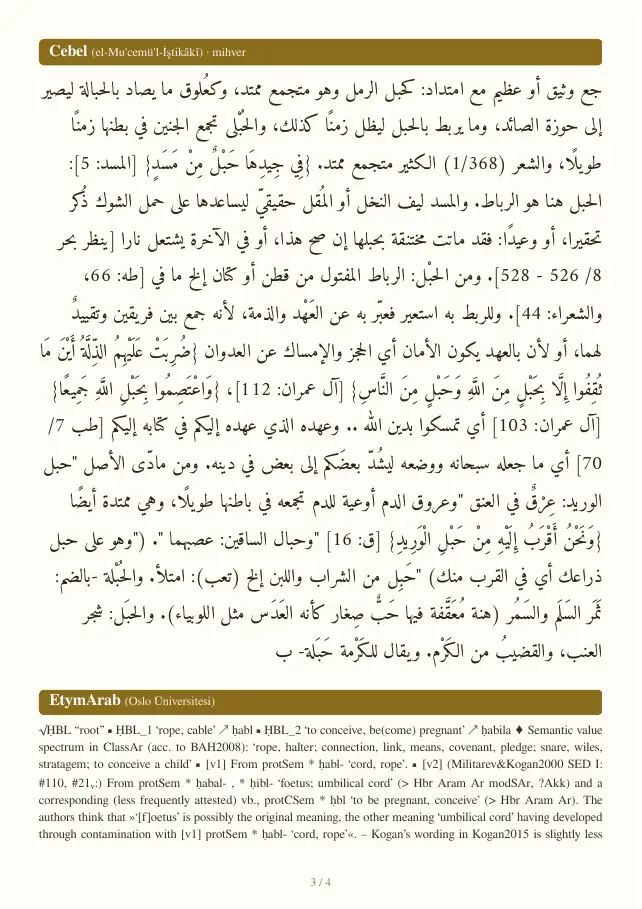 Cebel (el-Mu'cemü'l-İştikâkî) · mihver
جع وثيق أو عظيم مع امتداد: كحبل الرمل وهو متجمع ممتد، وكعُلوق ما يصاد بالحبالة ليصير
إلى حوزة الصائد، وما يربط بالحبل ليظل زمنًا كذلك، والحُبْلى تجمع الجنين في بطنها زمنًا
طويلًا، والشعر (1/368) الكثير متجمع ممتد. {فِي جِيدِهَا حَبْلٌ مِنْ مَسَدٍ} [المسد: 5]:
الحبل هنا هو الرباط. والمسد ليف النخل أو المُقل حقيقيّ ليساعدها على حمل الشوك ذُكر
تحقيرا، أو وعيدًا: فقد ماتت مختنقة بحبلها إن صح هذا، أو في الآخرة يشتعل نارا [ينظر بحر
8/ 526 - 528]. ومن الحبْل: الرباط المفتول من قطن أو كتان إلخ ما في [طه: 66،
والشعراء: 44]. وللربط به استعير فعبّر به عن العَهْد والذمة، لأنه جمع بين فريقين وتقييدٌ
لهما، أو لأن بالعهد يكون الأمان أي الحجز والإمساك عن العدوان {ضُرِبَتْ عَلَيْهِمُ الذِّلَّةُ أَيْنَ مَا
ثُقِفُوا إِلَّا بِحَبْلٍ مِنَ اللَّهِ وَحَبْلٍ مِنَ النَّاسِ} [آل عمران: 112]، {وَاعْتَصِمُوا بِحَبْلِ اللَّهِ جَمِيعًا}
[آل عمران: 103] أي تمسكوا بدين الله .. وعهده الذي عهده إليكم في كتابه إليكم [طب 7/
70] أي ما جعله سبحانه ووضعه ليشُدّ بعضَكم إلى بعض في دينه. ومن مادّى الأصل "حبل
الوريد: عِرْقٌ في العنق "وعروق الدم أوعية للدم تجمعه في باطنها طويلًا، وهي ممتدة أيضًا
{وَنَحْنُ أَقْرَبُ إِلَيْهِ مِنْ حَبْلِ الْوَرِيدِ} [ق: 16] "وحبال الساقين: عصبهما ". ("وهو على حبل
ذراعك أي في القرب منك) "حَبِل من الشراب واللبن إلخ (تعب): امتلأ. والحُبْلة -بالضم:
ثَمَر السَلَم والسَمُر (هنة مُعَقَّفة فيها حَبٌّ صِغار كأنه العَدَس مثل اللوبياء). والحبَل: شجر
العنب، والقضيبُ من الكَرْم. ويقال للكَرْمة حَبَلة- ب
EtymArab (Oslo Üniversitesi)
√ḤBL “root” ▪ ḤBL_1 ‘rope, cable’ ↗ ḥabl ▪ ḤBL_2 ‘to conceive, be(come) pregnant’ ↗ ḥabila ♦ Semantic value
spectrum in ClassAr (acc. to BAH2008): ‘rope, halter; connection, link, means, covenant, pledge; snare, wiles,
stratagem; to conceive a child’ ▪ [v1] From protSem * ḥabl- ‘cord, rope’. ▪ [v2] (Militarev&Kogan2000 SED I:
#110, #21ᵥ:) From protSem * ḥabal- , * ḥibl- ‘foetus; umbilical cord’ (> Hbr Aram Ar modSAr, ?Akk) and a
corresponding (less frequently attested) vb., protCSem * ḥbl ‘to be pregnant, conceive’ (> Hbr Aram Ar). The
authors think that »‘[f]oetus’ is possibly the original meaning, the other meaning ‘umbilical cord’ having developed
through contamination with [v1] protSem * ḥabl- ‘cord, rope’«. – Kogan’s wording in Kogan2015 is slightly less
3 / 4